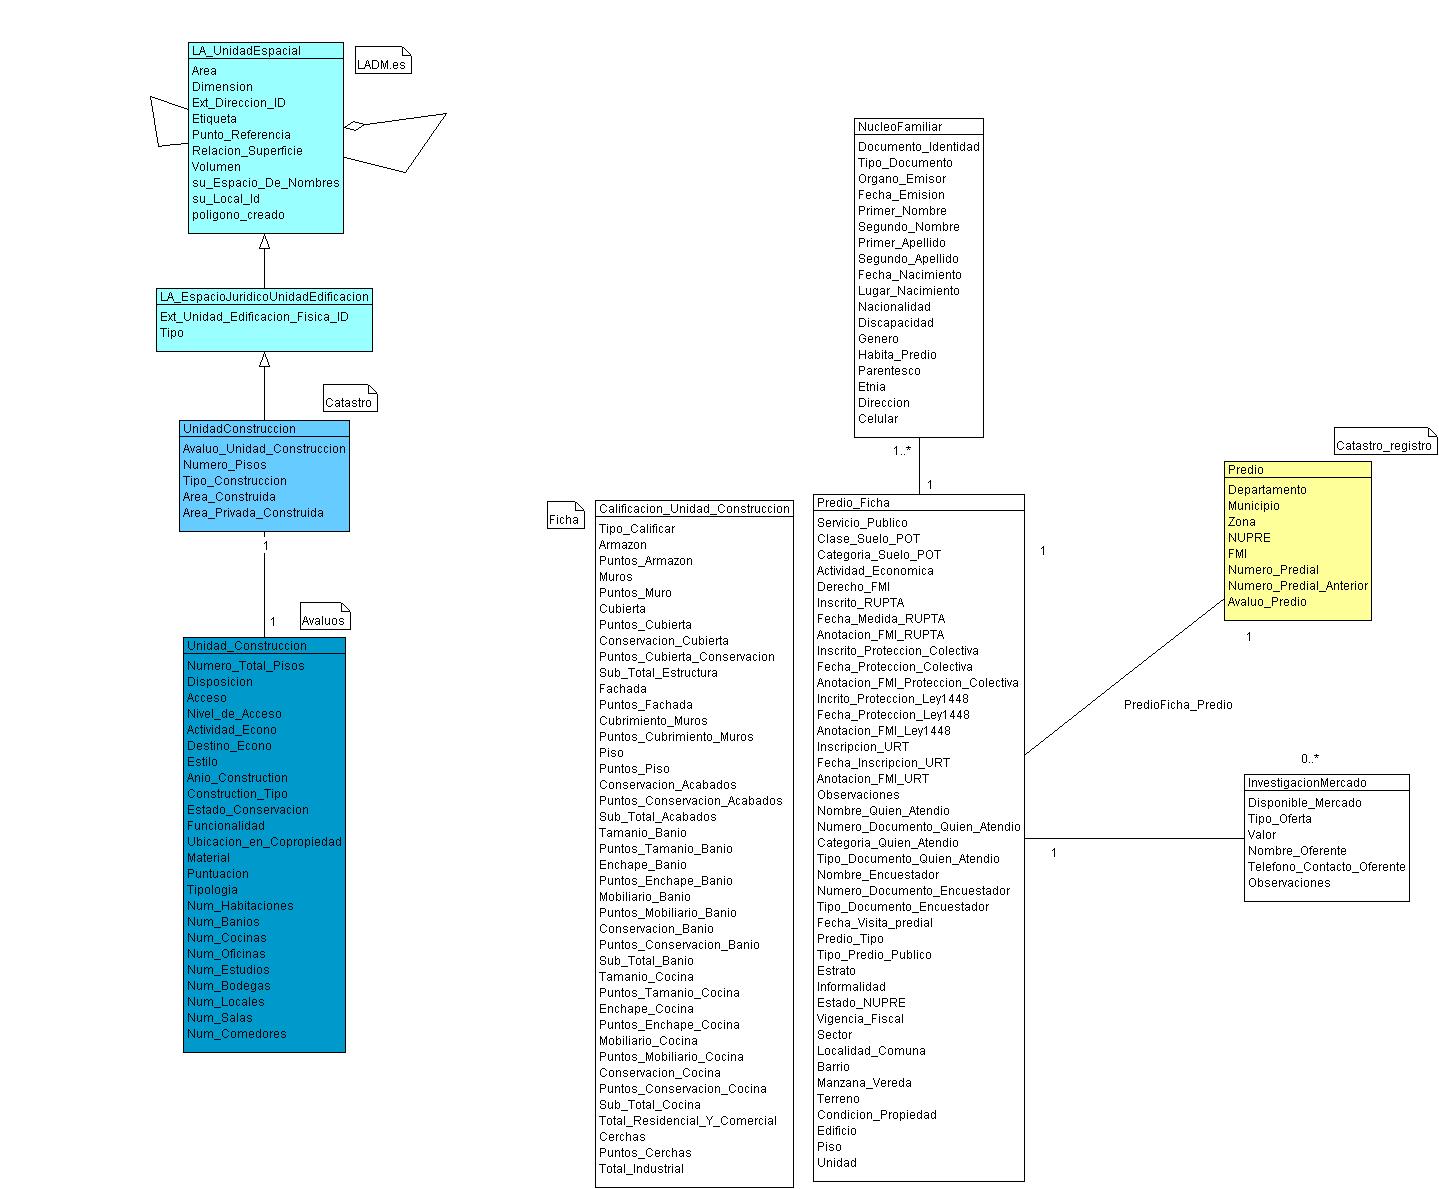 LA_UnidadEspacial
Area
Dimension
Ext_Direccion_ID
Etiqueta
Punto_Referencia
Relacion_Superficie
Volumen
su_Espacio_De_Nombres
su_Local_Id
poligono_creado
LADM.es
LA_EspacioJuridicoUnidadEdificacion
Ext_Unidad_Edificacion_Fisica_ID
Tipo
Catastro
UnidadConstruccion
Avaluo_Unidad_Construccion
Numero_Pisos
Tipo_Construccion
Area_Construida
Area_Privada_Construida
1
1
Avaluos
Unidad_Construccion
Numero_Total_Pisos
Disposicion
Acceso
Nivel_de_Acceso
Actividad_Econo
Destino_Econo
Estilo
Anio_Construction
Construction_Tipo
Estado_Conservacion
Funcionalidad
Ubicacion_en_Copropiedad
Material
Puntuacion
Tipologia
Num_Habitaciones
Num_Banios
Num_Cocinas
Num_Oficinas
Num_Estudios
Num_Bodegas
Num_Locales
Num_Salas
Num_Comedores
Ficha
Calificacion_Unidad_Construccion
Tipo_Calificar
Armazon
Puntos_Armazon
Muros
Puntos_Muro
Cubierta
Puntos_Cubierta
Conservacion_Cubierta
Puntos_Cubierta_Conservacion
Sub_Total_Estructura
Fachada
Puntos_Fachada
Cubrimiento_Muros
Puntos_Cubrimiento_Muros
Piso
Puntos_Piso
Conservacion_Acabados
Puntos_Conservacion_Acabados
Sub_Total_Acabados
Tamanio_Banio
Puntos_Tamanio_Banio
Enchape_Banio
Puntos_Enchape_Banio
Mobiliario_Banio
Puntos_Mobiliario_Banio
Conservacion_Banio
Puntos_Conservacion_Banio
Sub_Total_Banio
Tamanio_Cocina
Puntos_Tamanio_Cocina
Enchape_Cocina
Puntos_Enchape_Cocina
Mobiliario_Cocina
Puntos_Mobiliario_Cocina
Conservacion_Cocina
Puntos_Conservacion_Cocina
Sub_Total_Cocina
Total_Residencial_Y_Comercial
Cerchas
Puntos_Cerchas
Total_Industrial
NucleoFamiliar
Documento_Identidad
Tipo_Documento
Organo_Emisor
Fecha_Emision
Primer_Nombre
Segundo_Nombre
Primer_Apellido
Segundo_Apellido
Fecha_Nacimiento
Lugar_Nacimiento
Nacionalidad
Discapacidad
Genero
Habita_Predio
Parentesco
Etnia
Direccion
Celular
1..*
1
Predio_Ficha
Servicio_Publico
Clase_Suelo_POT
Categoria_Suelo_POT
Actividad_Economica
Derecho_FMI
Inscrito_RUPTA
Fecha_Medida_RUPTA
Anotacion_FMI_RUPTA
Inscrito_Proteccion_Colectiva
Fecha_Proteccion_Colectiva
Anotacion_FMI_Proteccion_Colectiva
Incrito_Proteccion_Ley1448
Fecha_Proteccion_Ley1448
Anotacion_FMI_Ley1448
Inscripcion_URT
Fecha_Inscripcion_URT
Anotacion_FMI_URT
Observaciones
Nombre_Quien_Atendio
Numero_Documento_Quien_Atendio
Categoria_Quien_Atendio
Tipo_Documento_Quien_Atendio
Nombre_Encuestador
Numero_Documento_Encuestador
Tipo_Documento_Encuestador
Fecha_Visita_predial
Predio_Tipo
Tipo_Predio_Publico
Estrato
Informalidad
Estado_NUPRE
Vigencia_Fiscal
Sector
Localidad_Comuna
Barrio
Manzana_Vereda
Terreno
Condicion_Propiedad
Edificio
Piso
Unidad
1
Catastro_registro
Predio
Departamento
Municipio
Zona
NUPRE
FMI
Numero_Predial
Numero_Predial_Anterior
Avaluo_Predio
1
PredioFicha_Predio
0..*
InvestigacionMercado
Disponible_Mercado
Tipo_Oferta
Valor
Nombre_Oferente
Telefono_Contacto_Oferente
Observaciones
1